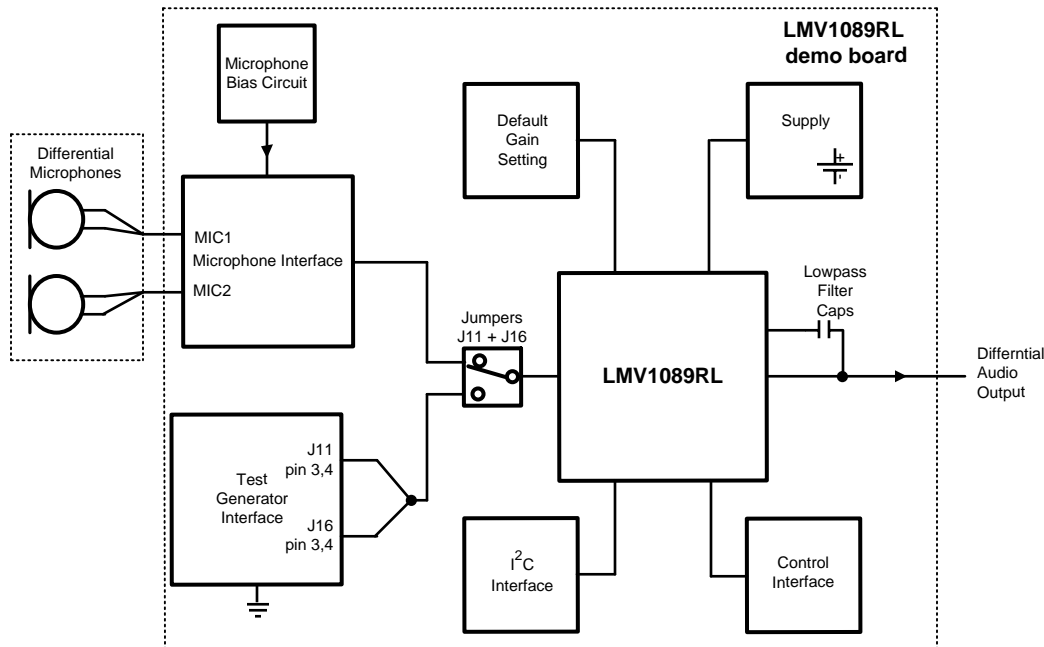 LMV1089RL
demo board
Microphone
Bias Circuit
Default
Gain
Setting
Supply
+
-
Differential
Microphones
MIC1
Microphone Interface
MIC2
Lowpass
Filter
Caps
Jumpers
J11 + J16
LMV1089RL
Differntial
Audio
Output
J11
pin 3,4
Test
Generator
Interface
J16
pin 3,4
I²C
Interface
Control
Interface